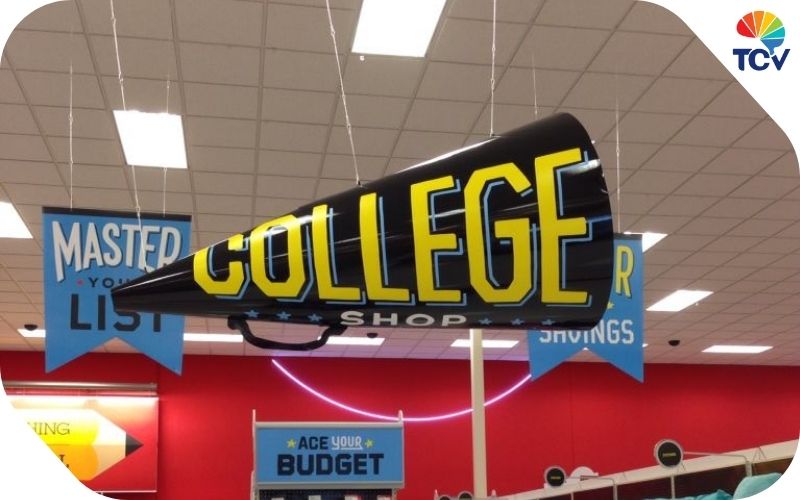 TCV
MASTER
YOUR
LIST
COLLEGE
SHOP
SAVINGS
ACE YOUR
BUDGET